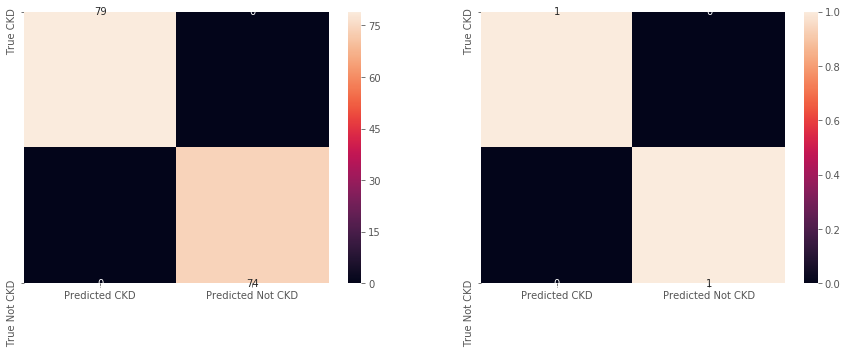 79 0
True CKD
True Not CKD
0 74
Predicted CKD Predicted Not CKD
75
60
45
30
15
0
1 0
True CKD
True Not CKD
0 1
Predicted CKD Predicted Not CKD
1.0
0.8
0.6
0.4
0.2
0.0